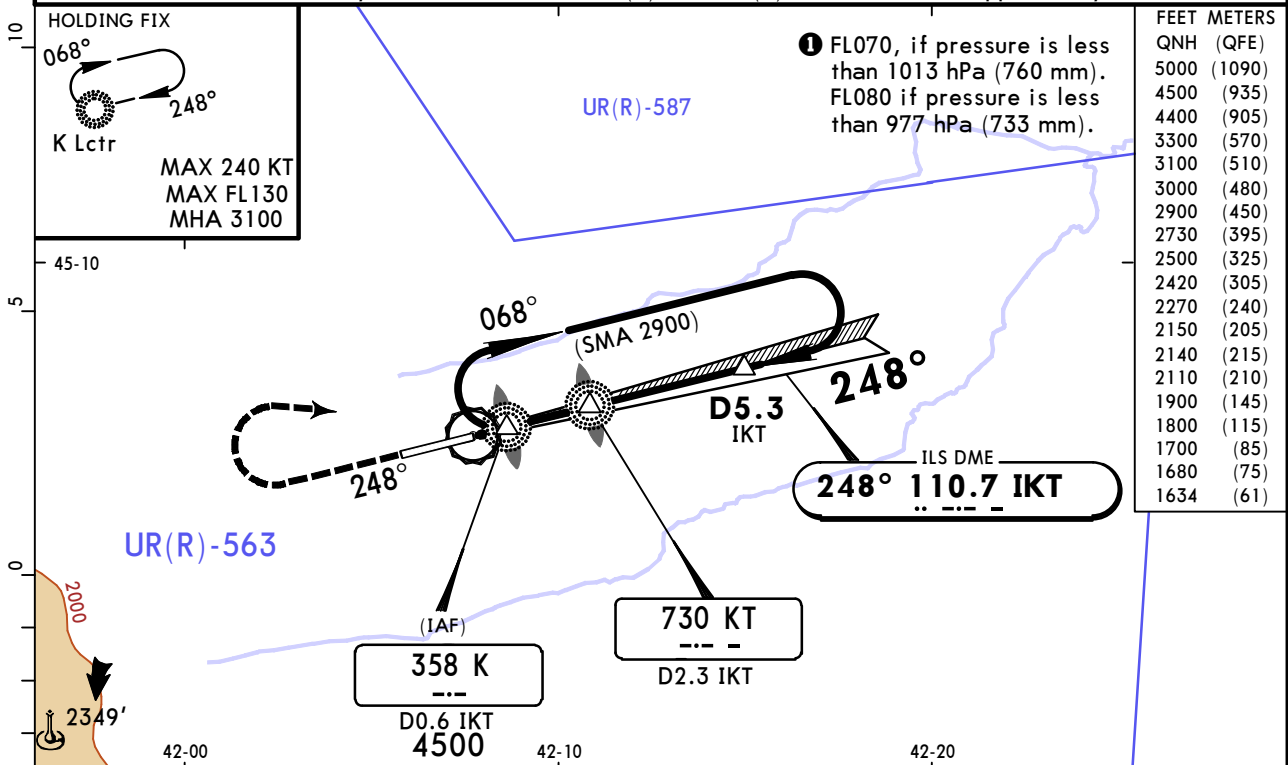 HOLDING FIX
068°
248°
K Lctr
MAX 240 KT
MAX FL130
MHA 3100
10
5
0
45-10
UR(R)-587
❶ FL070, if pressure is less
than 1013 hPa (760 mm).
FL080 if pressure is less
than 977 hPa (733 mm).
FEET METERS
QNH (QFE)
5000 (1090)
4500 (935)
4400 (905)
3300 (570)
3100 (510)
3000 (480)
2900 (450)
2730 (395)
2500 (325)
2420 (305)
2270 (240)
2150 (205)
2140 (215)
2110 (210)
1900 (145)
1800 (115)
1700 (85)
1680 (75)
1634 (61)
068°
(SMA 2900)
248°
D5.3
IKT
248°
ILS DME
248° 110.7 IKT
UR(R)-563
2000
2349'
(IAF)
358 K
D0.6 IKT
4500
730 KT
D2.3 IKT
42-00
42-10
42-20